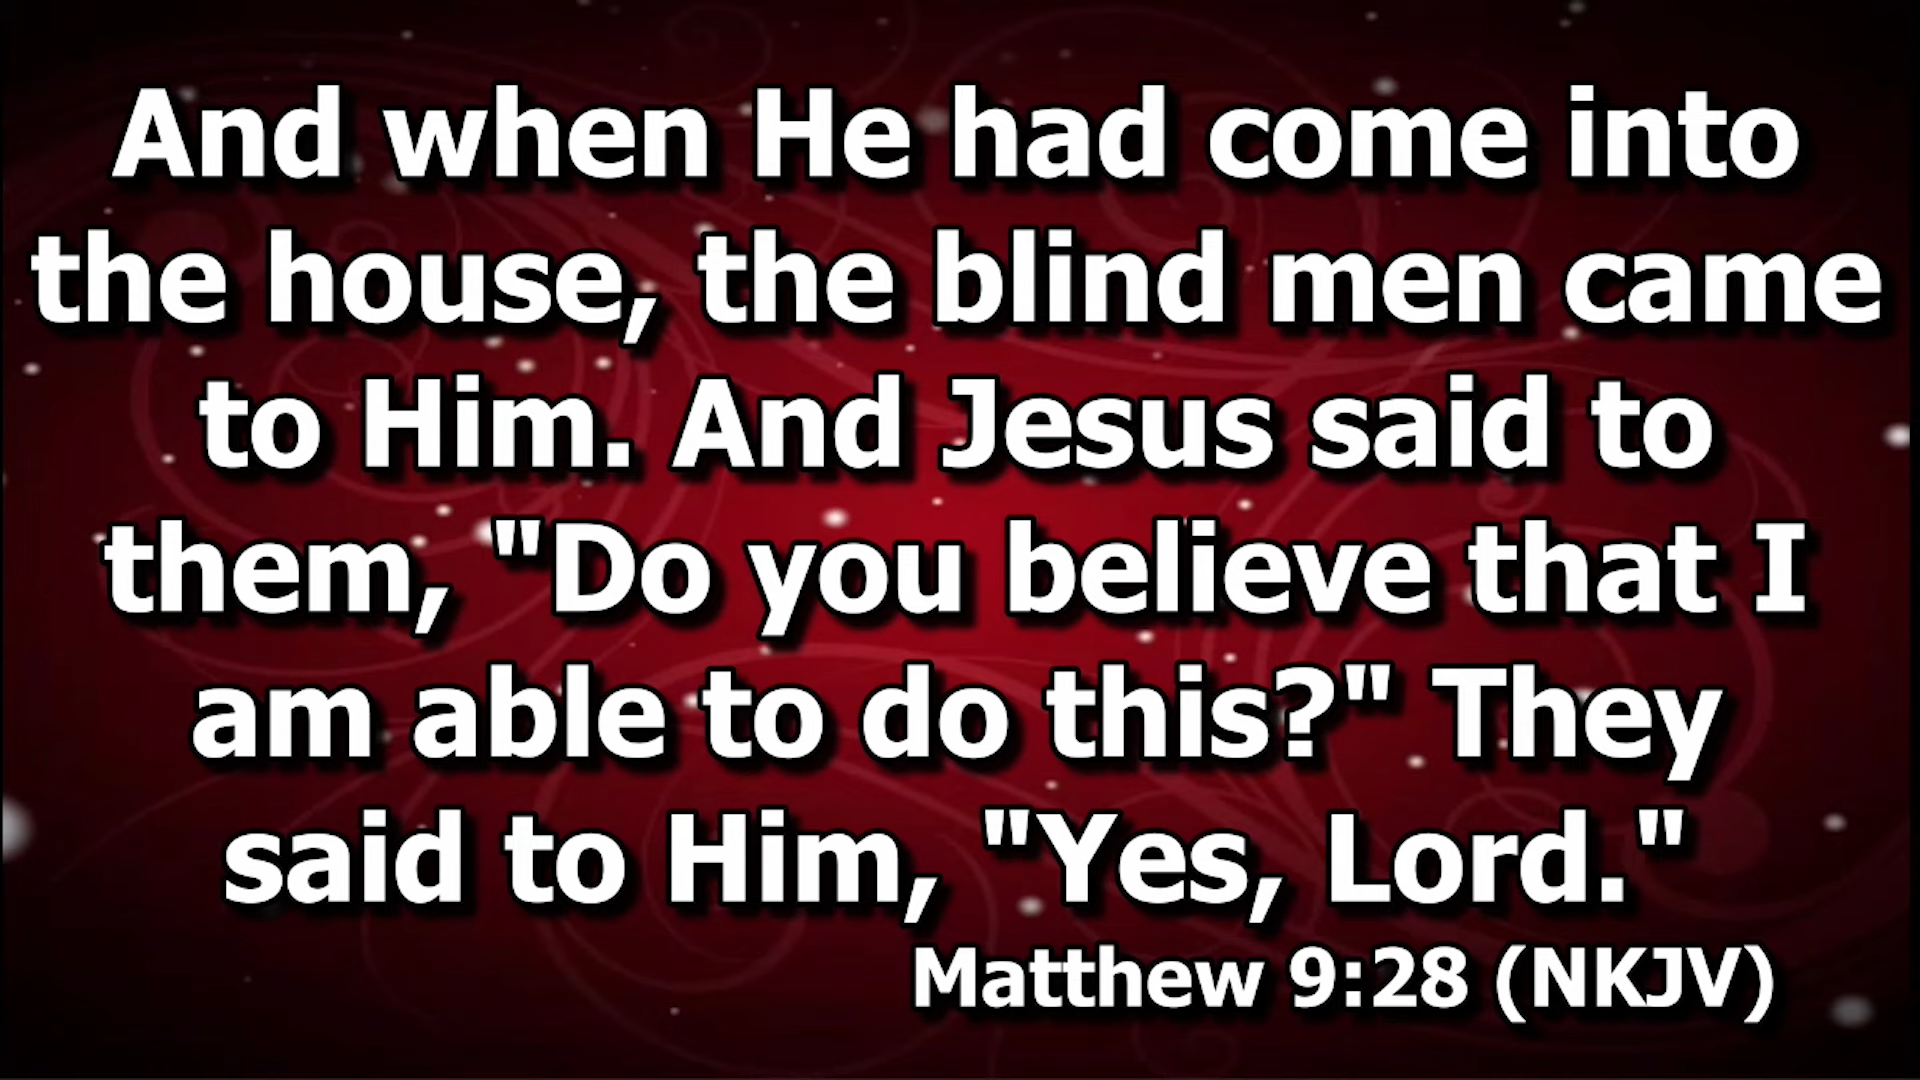 And when He had come into
the house, the blind men came
to Him. And Jesus said to
them, "Do you believe that I
am able to do this?" They
said to Him, "Yes, Lord."
Matthew 9:28 (NKJV)